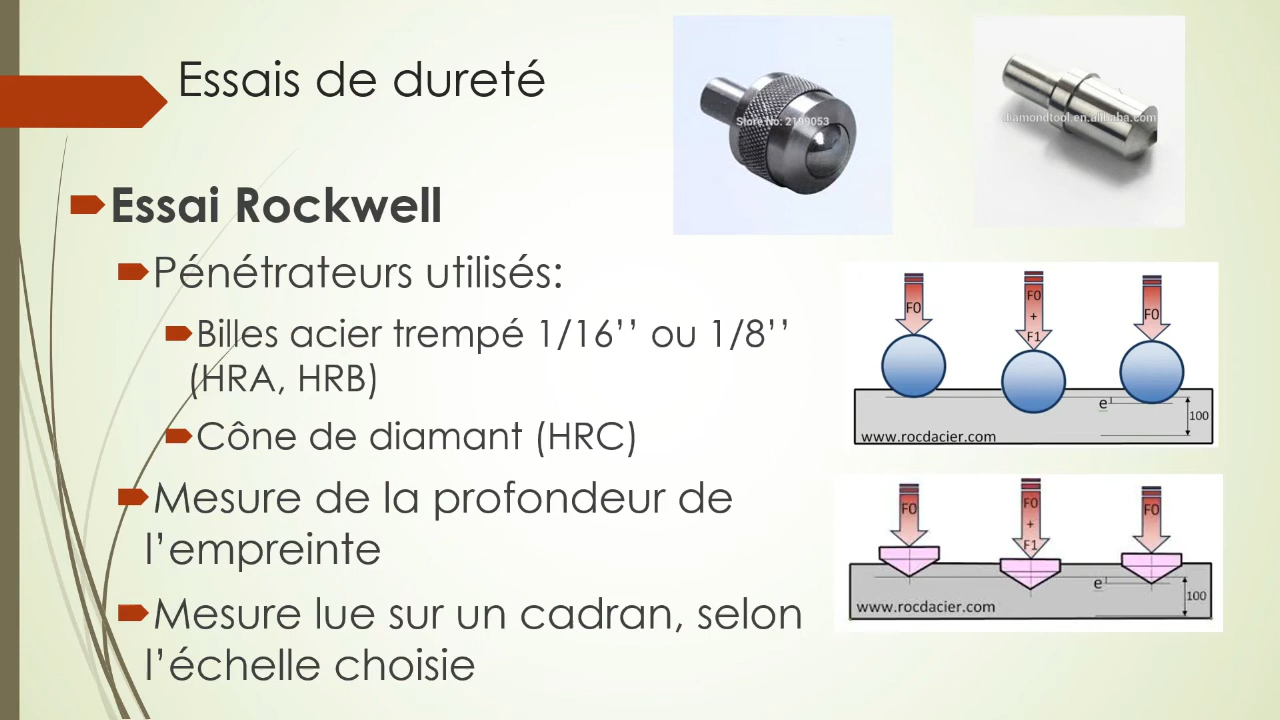 Essais de dureté
Essai Rockwell
Pénétrateurs utilisés:
Billes acier trempé 1/16’’ ou 1/8’’
(HRA, HRB)
Cône de diamant (HRC)
Mesure de la profondeur de
l’empreinte
Mesure lue sur un cadran, selon
l’échelle choisie
Store No: 2199053
diamondtool.en.alibaba.com
F0
F0
+
F1
F0
e
100
www.rocdacier.com
F0
F0
+
F1
F0
e
100
www.rocdacier.com